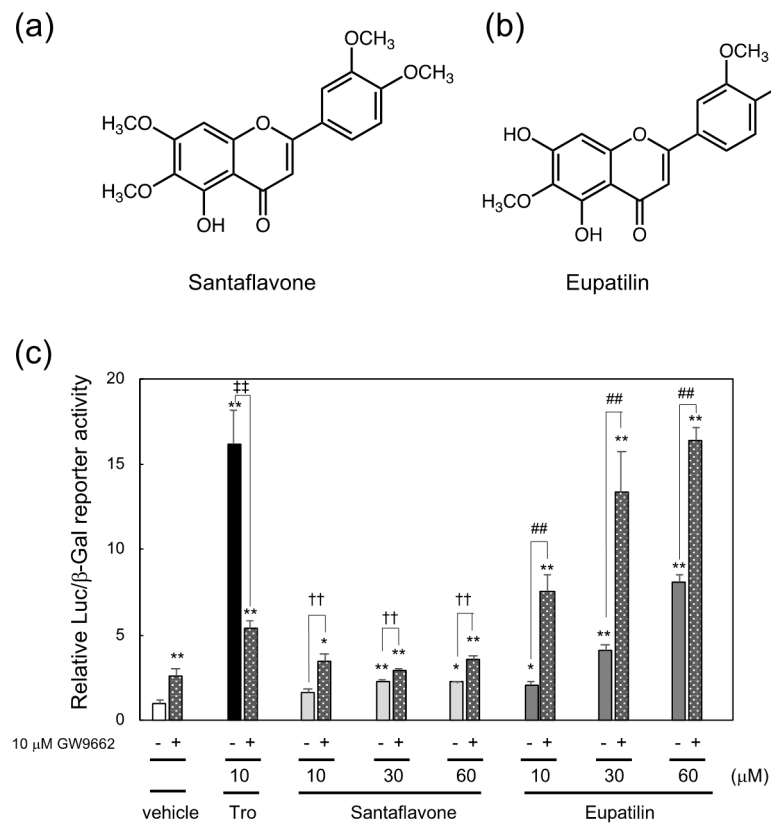 (a)
(b)
OCH₃
OCH₃
OCH₃
H₃CO
O
HO
O
H₃CO
H₃CO
OH
O
OH
O
Santaflavone
Eupatilin
(c)
Relative Luc/β-Gal reporter activity
20
15
10
5
0
** ‡‡ ** ** †† * †† ** ** †† * ** ## * ** ## ** ** ## ** **
10 μM GW9662
- + - + - + - + - + - + - + - +
10 10 30 60 10 30 60 (μM)
vehicle Tro Santaflavone Eupatilin